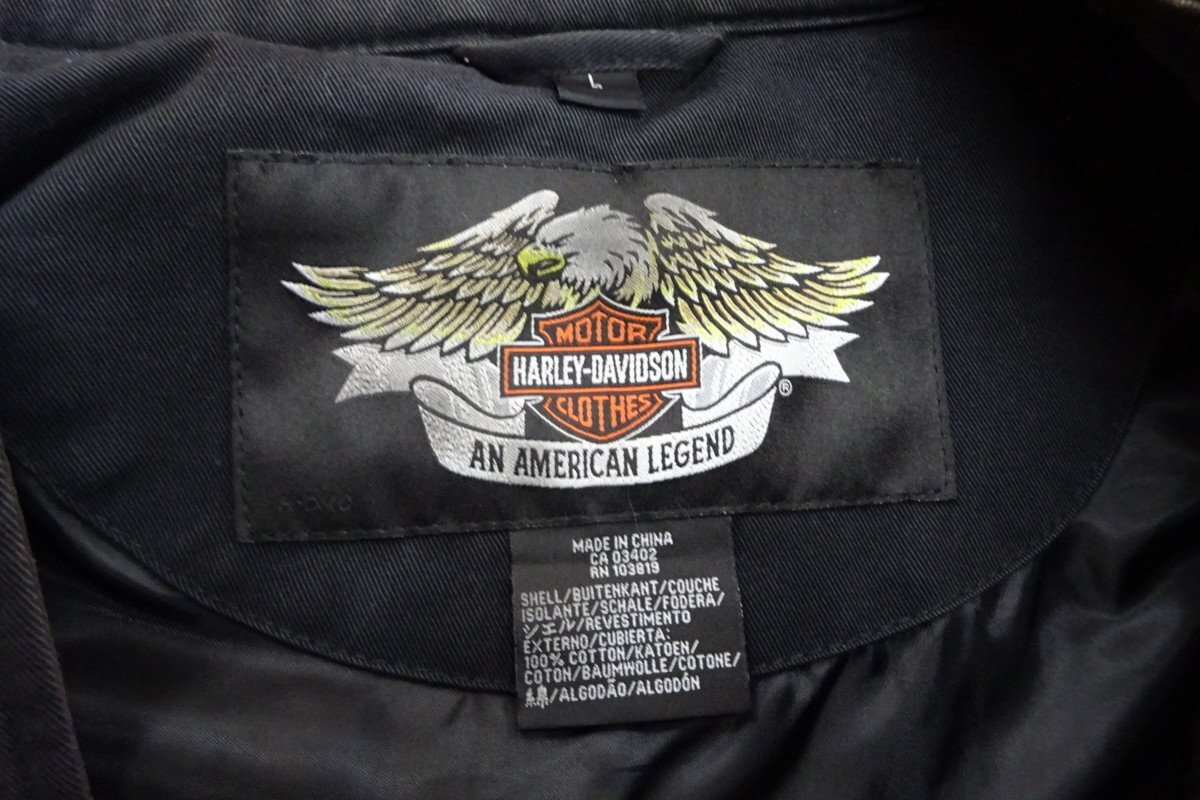 L
MOTOR
HARLEY-DAVIDSON
CLOTHES
®
AN AMERICAN LEGEND
MADE IN CHINA
CA 03402
RN 103819
SHELL/BUITENKANT/COUCHE
ISOLANTE/SCHALE/FODERA/
シェル/REVESTIMENTO
EXTERNO/CUBIERTA:
100% COTTON/KATOEN/
COTON/BAUMWOLLE/COTONE/
綿/ALGODÃO/ALGODÓN